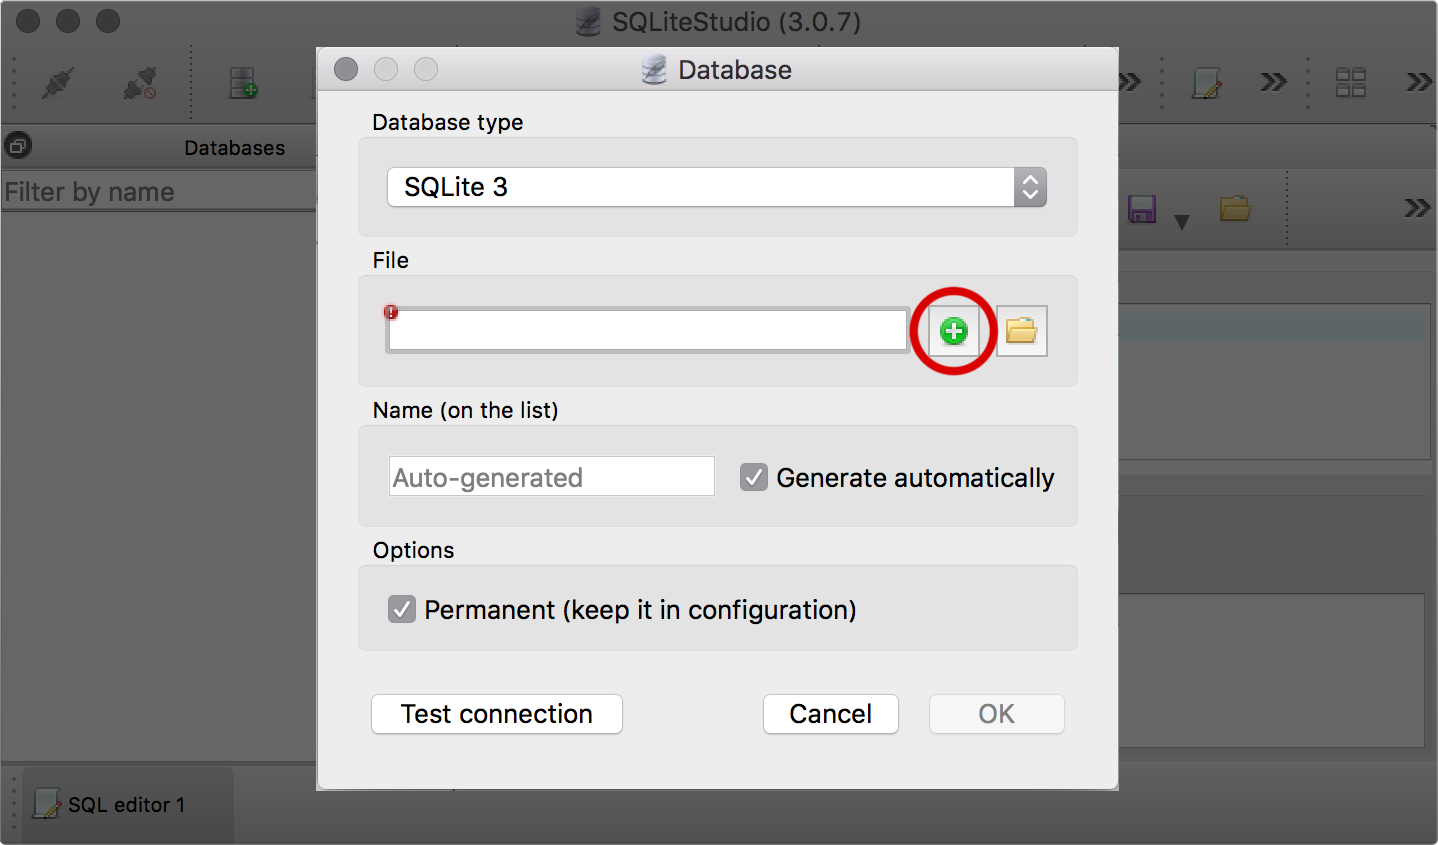 SQLiteStudio (3.0.7)
Database
Databases
Filter by name
Database type
SQLite 3
File
Name (on the list)
Auto-generated
Generate automatically
Options
Permanent (keep it in configuration)
Test connection
Cancel
OK
SQL editor 1